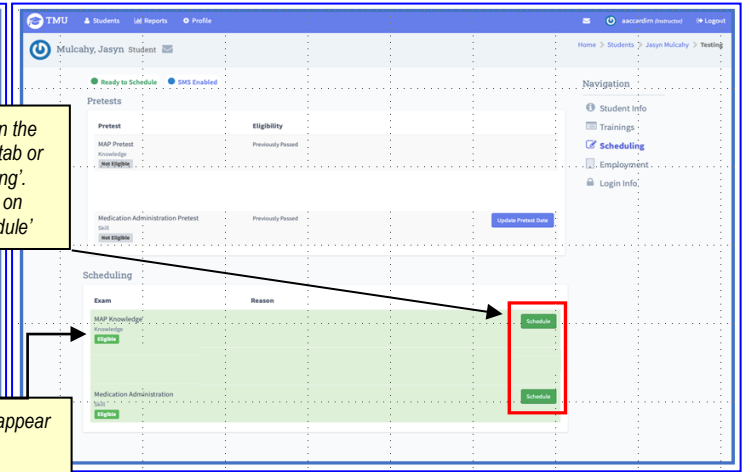 TMU Students Reports Profile aaccardim (Instructor) Logout
Mulcahy, Jasyn Student
Home > Students > Jasyn Mulcahy > Testing
Ready to Schedule SMS Enabled
Pretests
Pretest Eligibility
MAP Pretest Previously Passed
Knowledge
Not Eligible
Medication Administration Pretest Previously Passed Update Pretest Date
Skill
Not Eligible
Scheduling
Exam Reason
MAP Knowledge Schedule
Knowledge
Eligible
Medication Administration Schedule
Skill
Eligible
Navigation
Student Info
Trainings
Scheduling
Employment
Login Info
n the
tab or
ng’.
on
dule’
appear